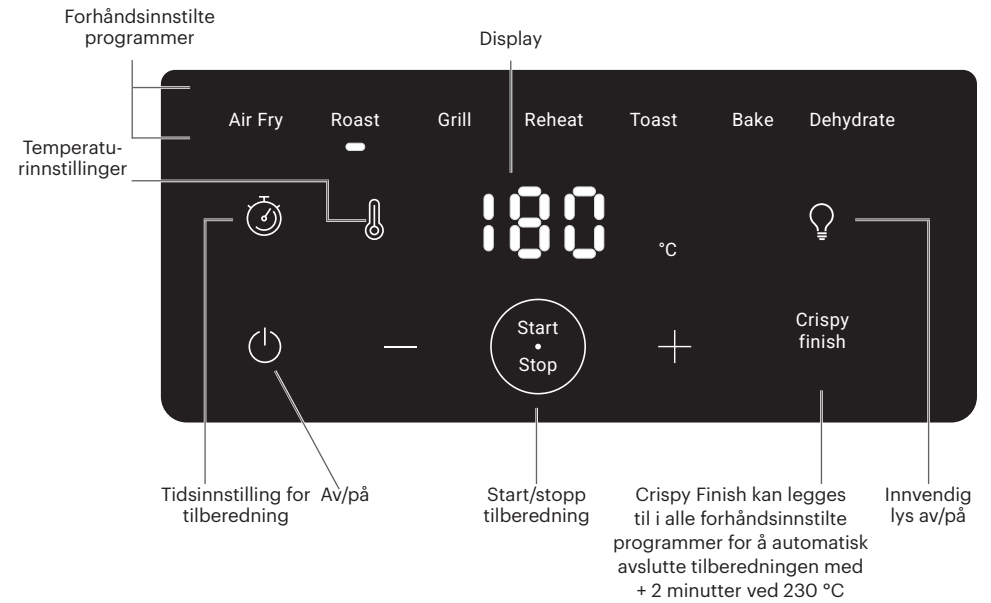 Forhåndsinnstilte
programmer
Display
Air Fry Roast Grill Reheat Toast Bake Dehydrate
Temperatu-
rinnstillinger
180
°C
Start
Stop
Crispy
finish
Tidsinnstilling for
tilberedning
Av/på
Start/stopp
tilberedning
Crispy Finish kan legges
til i alle forhåndsinnstilte
programmer for å automatisk
avslutte tilberedningen med
+ 2 minutter ved 230 °C
Innvendig
lys av/på